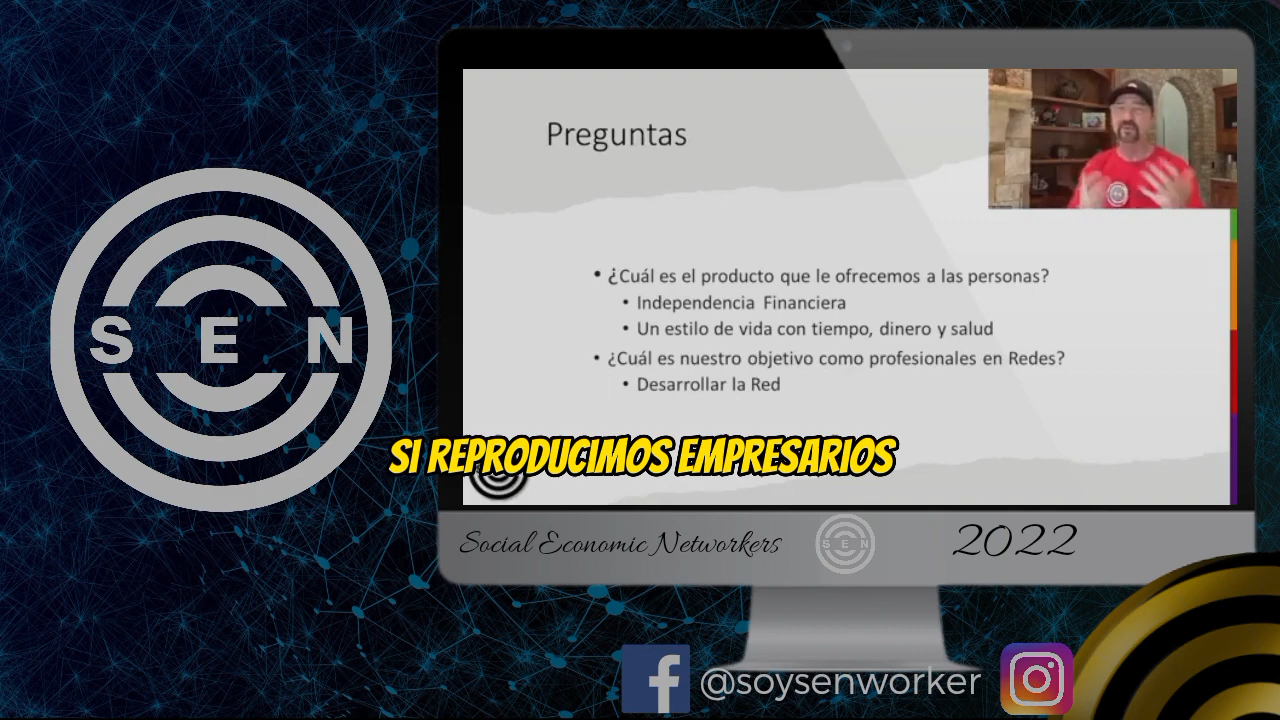 S E N
Preguntas
• ¿Cuál es el producto que le ofrecemos a las personas?
• Independencia Financiera
• Un estilo de vida con tiempo, dinero y salud
• ¿Cuál es nuestro objetivo como profesionales en Redes?
• Desarrollar la Red
SI REPRODUCIMOS EMPRESARIOS
Social Economic Networkers
S E N
2022
@soysenworker